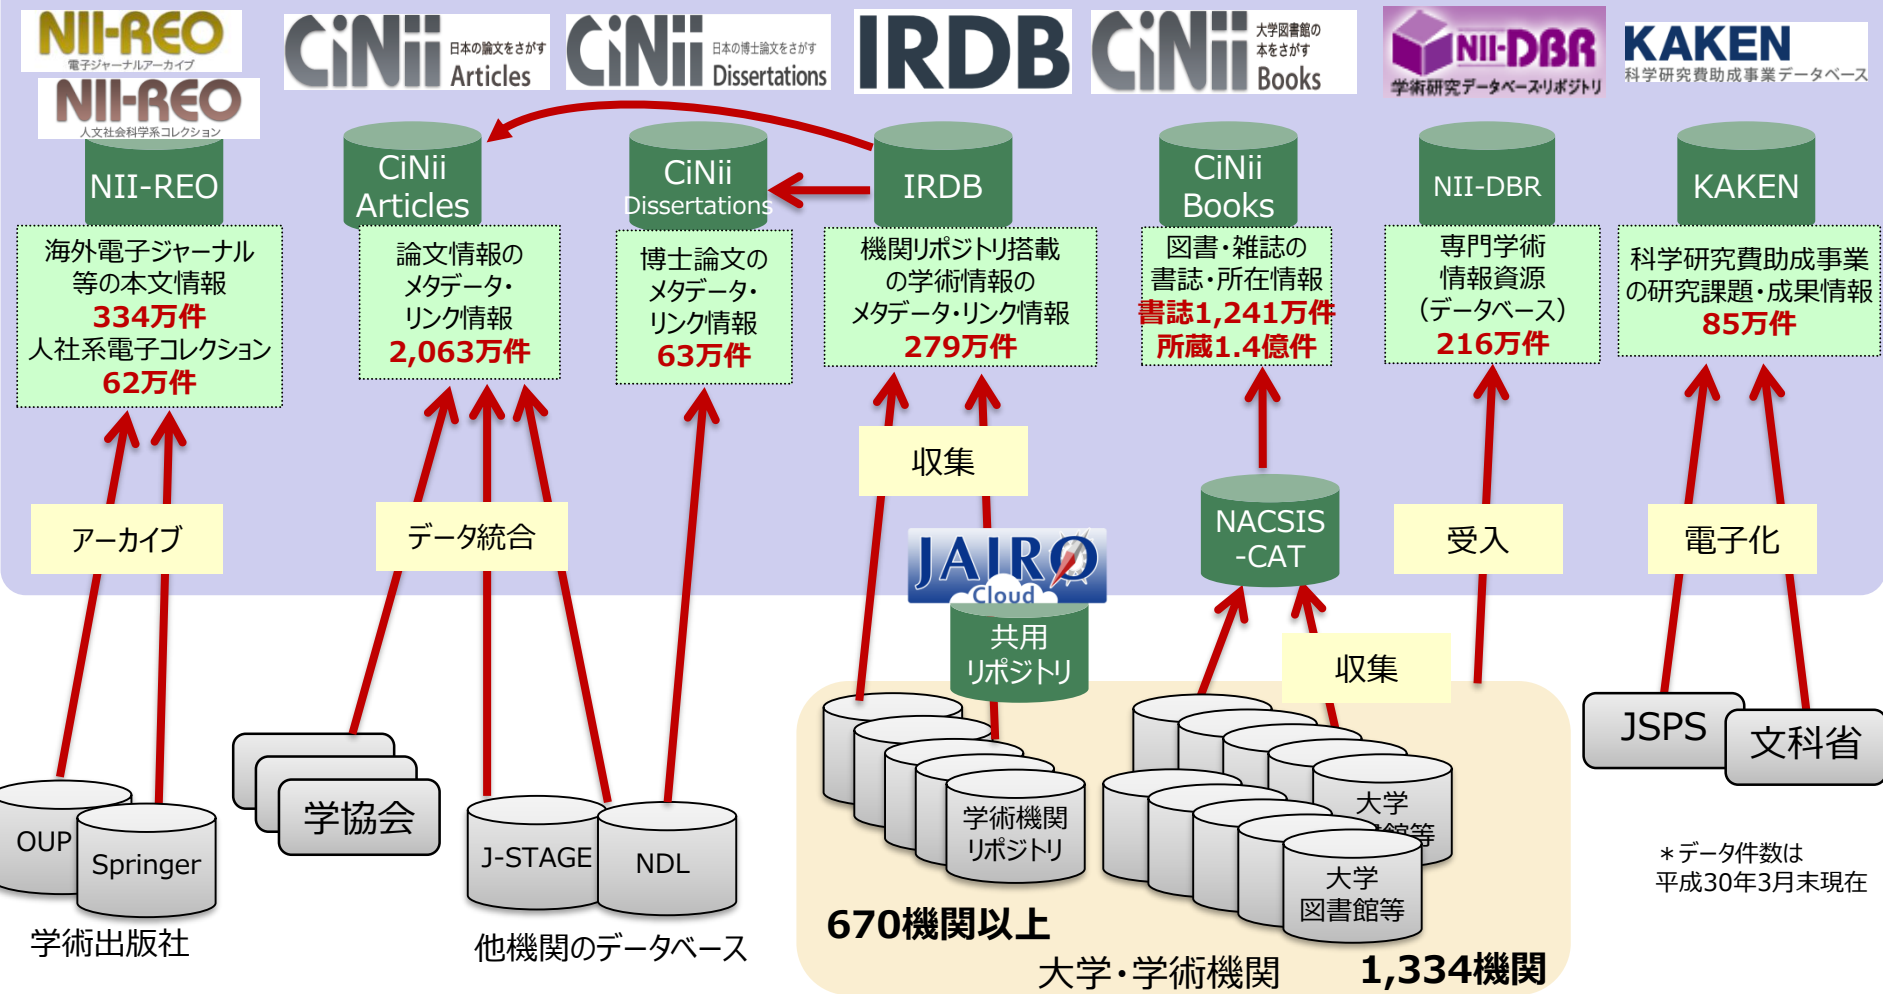 NII-REO
電子ジャーナルアーカイブ
NII-REO
人文社会科学系コレクション
CiNii
日本の論文をさがす
Articles
CiNii
日本の博士論文をさがす
Dissertations
IRDB
CiNii
大学図書館の
本をさがす
Books
NII-DBR
学術研究データベース・リポジトリ
KAKEN
科学研究費助成事業データベース
NII-REO
CiNii
Articles
CiNii
Dissertations
IRDB
CiNii
Books
NII-DBR
KAKEN
海外電子ジャーナル
等の本文情報
334万件
人社系電子コレクション
62万件
論文情報の
メタデータ・
リンク情報
2,063万件
博士論文の
メタデータ・
リンク情報
63万件
機関リポジトリ搭載
の学術情報の
メタデータ・リンク情報
279万件
図書・雑誌の
書誌・所在情報
書誌1,241万件
所蔵1.4億件
専門学術
情報資源
（データベース）
216万件
科学研究費助成事業
の研究課題・成果情報
85万件
アーカイブ
データ統合
収集
NACSIS
-CAT
受入
電子化
JAIRO
Cloud
共用
リポジトリ
収集
OUP
Springer
学術出版社
学協会
J-STAGE
NDL
他機関のデータベース
学術機関
リポジトリ
670機関以上
大学
館等
大学
図書館等
大学・学術機関
1,334機関
JSPS
文科省
＊データ件数は
平成30年3月末現在